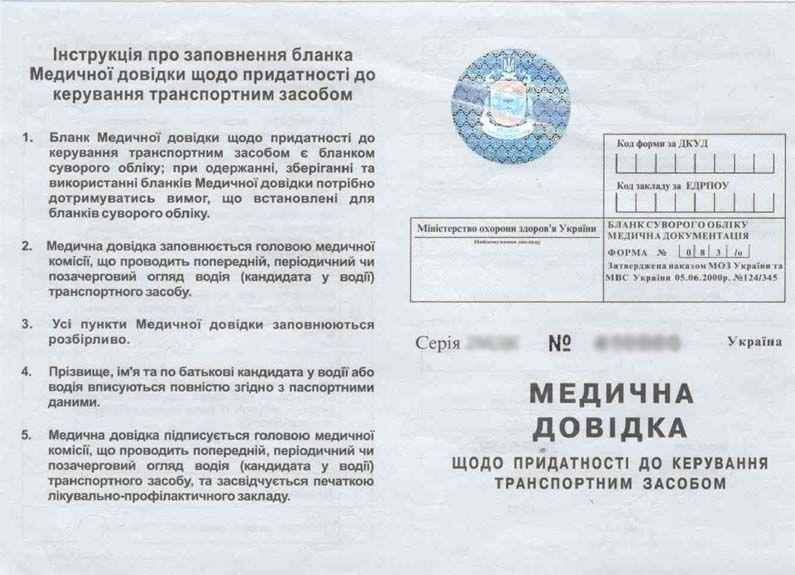 Інструкція про заповнення бланка
Медичної довідки щодо придатності до
керування транспортним засобом
1. Бланк Медичної довідки щодо придатності до
керування транспортним засобом є бланком
суворого обліку; при одержанні, зберіганні та
використанні бланків Медичної довідки потрібно
дотримуватись вимог, що встановлені для
бланків суворого обліку.
2. Медична довідка заповнюється головою медичної
комісії, що проводить попередній, періодичний чи
позачерговий огляд водія (кандидата у водії)
транспортного засобу.
3. Усі пункти Медичної довідки заповнюються
розбірливо.
4. Прізвище, ім'я та по батькові кандидата у водії або
водія вписуються повністю згідно з паспортними
даними.
5. Медична довідка підписується головою медичної
комісії, що проводить попередній, періодичний чи
позачерговий огляд водія (кандидата у водії)
транспортного засобу, та засвідчується печаткою
лікувально-профілактичного закладу.
Код форми за ДКУД
Код закладу за ЄДРПОУ
Міністерство охорони здоров'я України
Найменування закладу
БЛАНК СУВОРОГО ОБЛІКУ
МЕДИЧНА ДОКУМЕНТАЦІЯ
ФОРМА № 0 8 3 /о
Затверджена наказом МОЗ України та
МВС України 05.06.2000р. №124/345
Серія № Україна
МЕДИЧНА
ДОВІДКА
ЩОДО ПРИДАТНОСТІ ДО КЕРУВАННЯ
ТРАНСПОРТНИМ ЗАСОБОМ